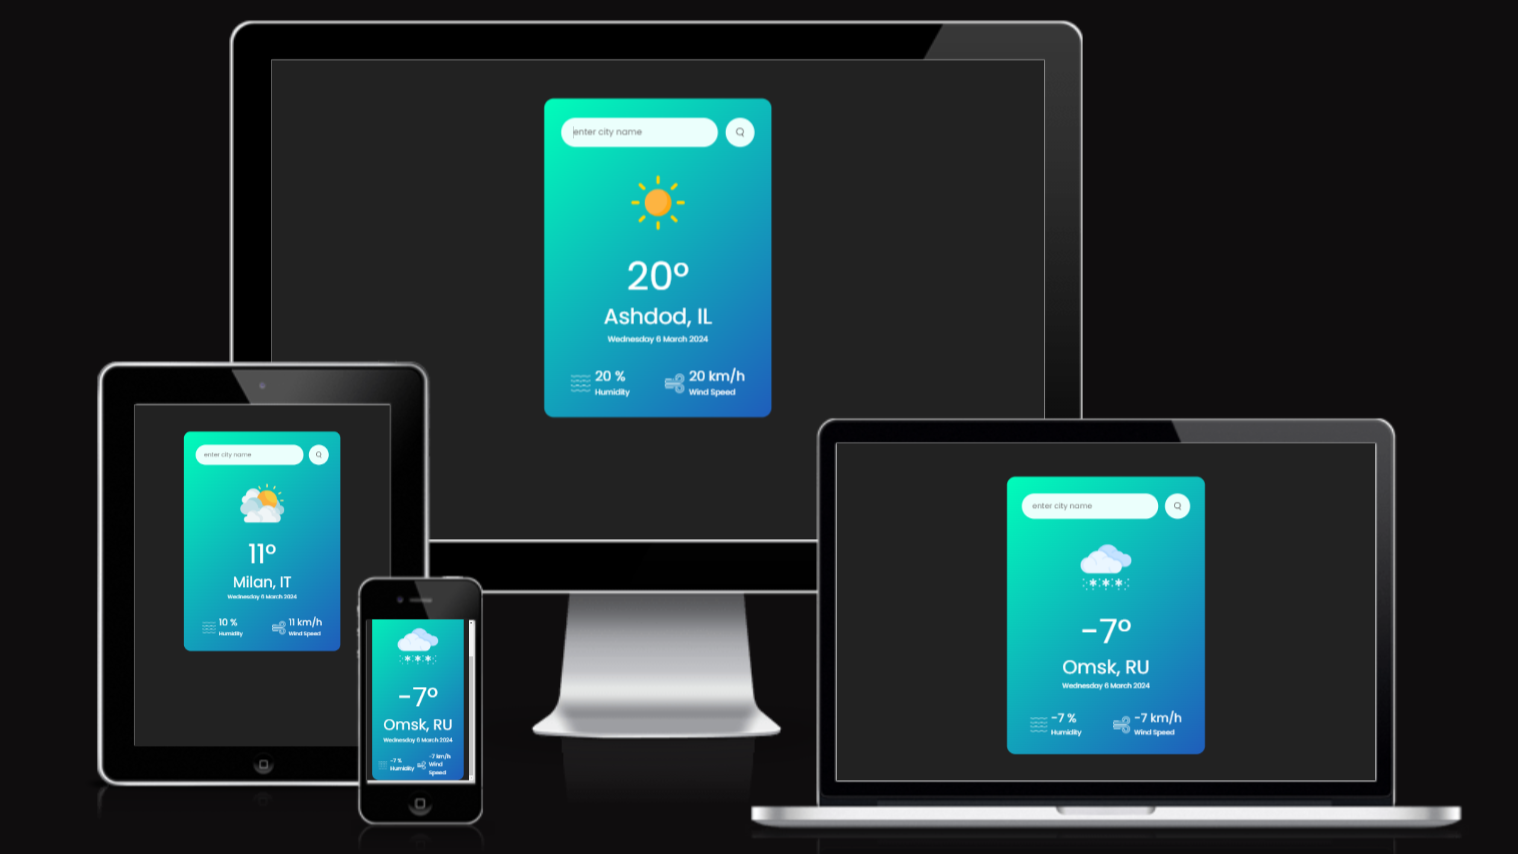 enter city name
20°
Ashdod, IL
Wednesday 6 March 2024
20 %
Humidity
20 km/h
Wind Speed
enter city name
11°
Milan, IT
Wednesday 6 March 2024
10 %
Humidity
11 km/h
Wind Speed
-7°
Omsk, RU
Wednesday 6 March 2024
-7 %
Humidity
-7 km/h
Wind
Speed
enter city name
-7°
Omsk, RU
Wednesday 6 March 2024
-7 %
Humidity
-7 km/h
Wind Speed